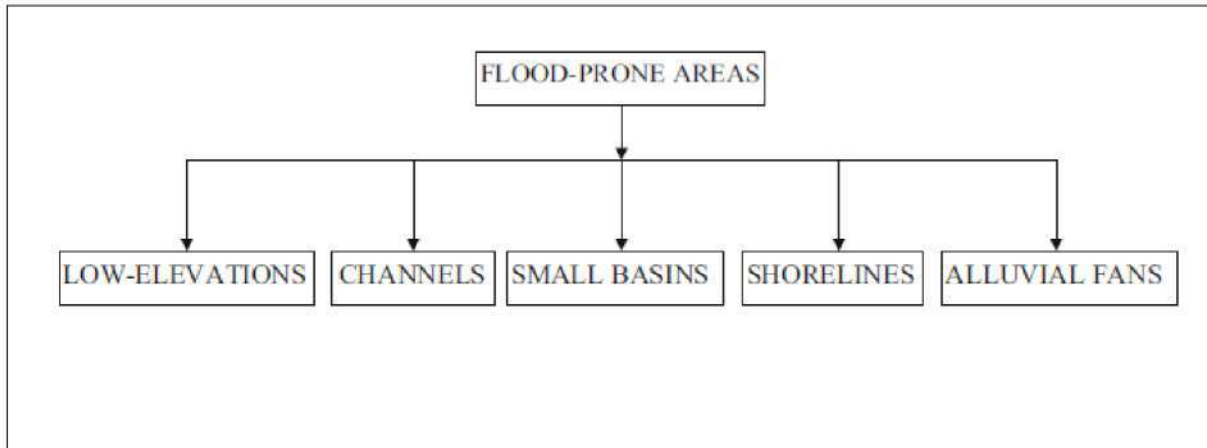 FLOOD-PRONE AREAS
LOW-ELEVATIONS
CHANNELS
SMALL BASINS
SHORELINES
ALLUVIAL FANS